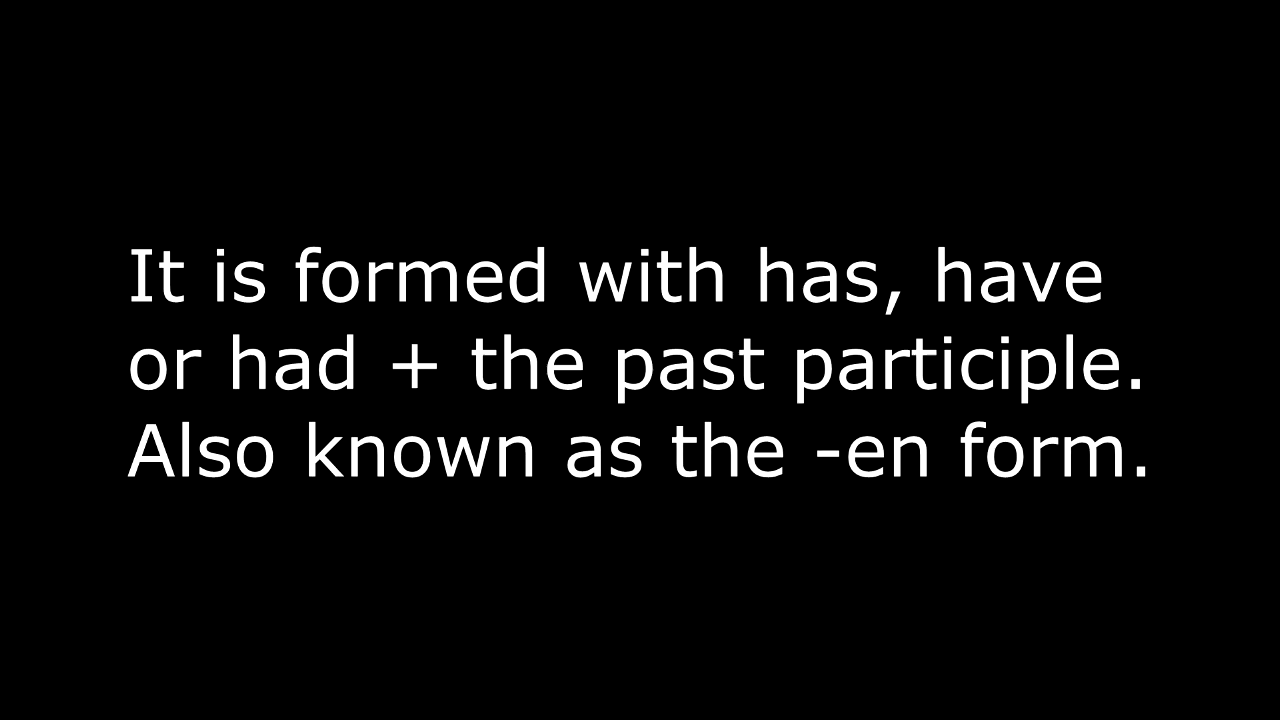 It is formed with has, have
or had + the past participle.
Also known as the -en form.